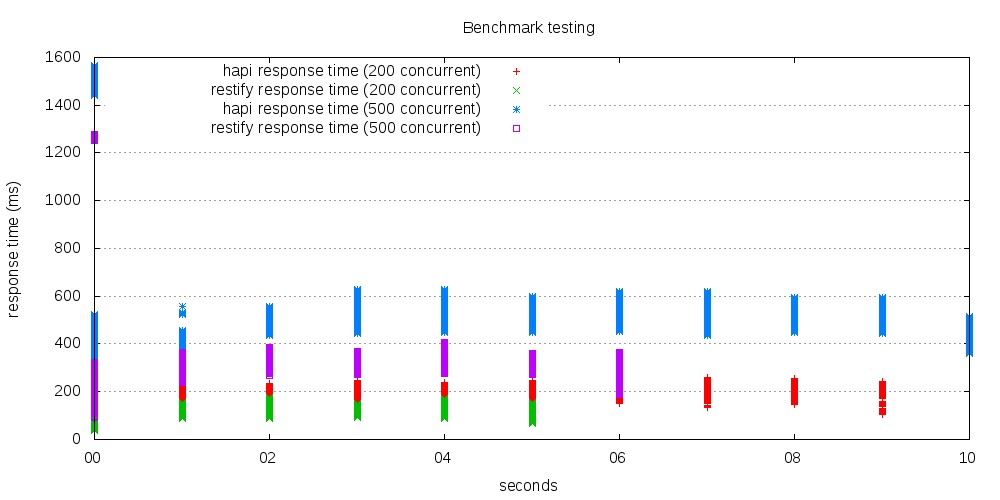 Benchmark testing
1600
1400
1200
1000
800
600
400
200
0
response time (ms)
hapi response time (200 concurrent)
restify response time (200 concurrent)
hapi response time (500 concurrent)
restify response time (500 concurrent)
00 02 04 06 08 10
seconds